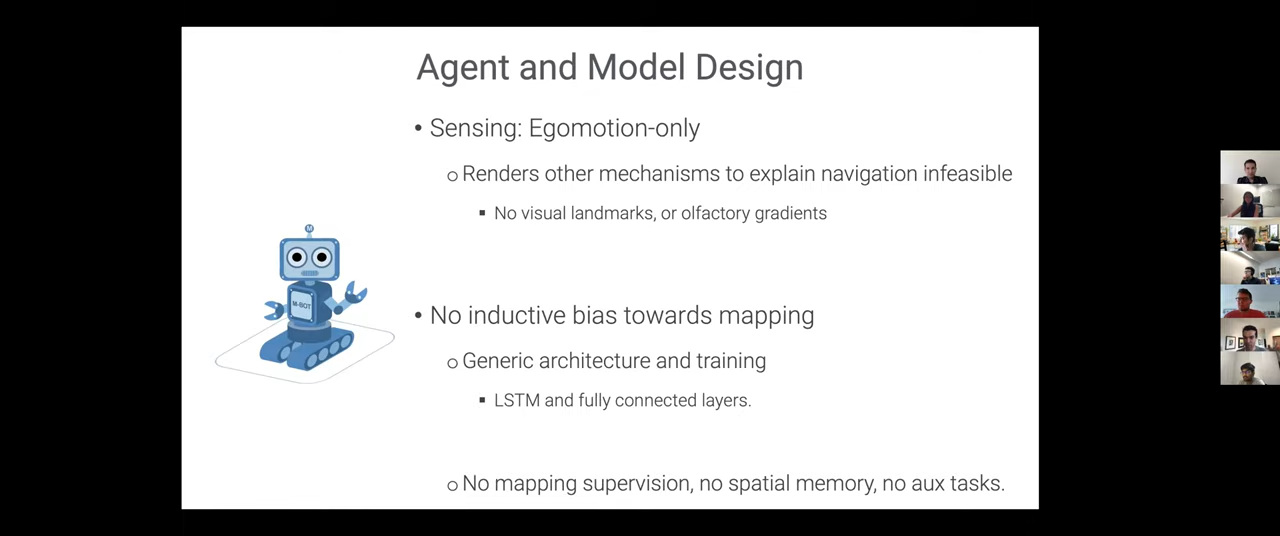 Agent and Model Design
• Sensing: Egomotion-only
o Renders other mechanisms to explain navigation infeasible
▪ No visual landmarks, or olfactory gradients
M
M-BOT
• No inductive bias towards mapping
o Generic architecture and training
▪ LSTM and fully connected layers.
o No mapping supervision, no spatial memory, no aux tasks.